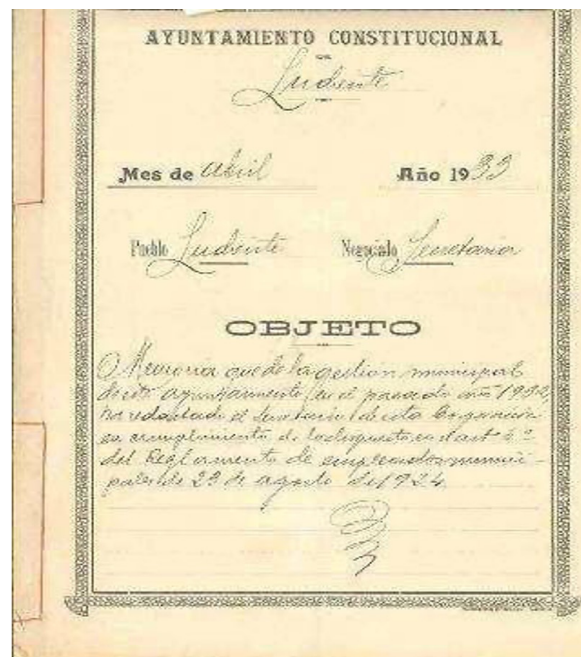 AYUNTAMIENTO CONSTITUCIONAL
Ludiente
Mes de abril Año 1933
Pueblo Ludiente Negociado Secretaria
OBJETO
Memoria que de la gestión municipal
de este ayuntamiento en el pasado año 1932,
ha redactado el Secretario de esta Corporación
en cumplimiento de lo dispuesto en el art 6º
del Reglamento de empleados munici-
pales de 23 de agosto de 1924.